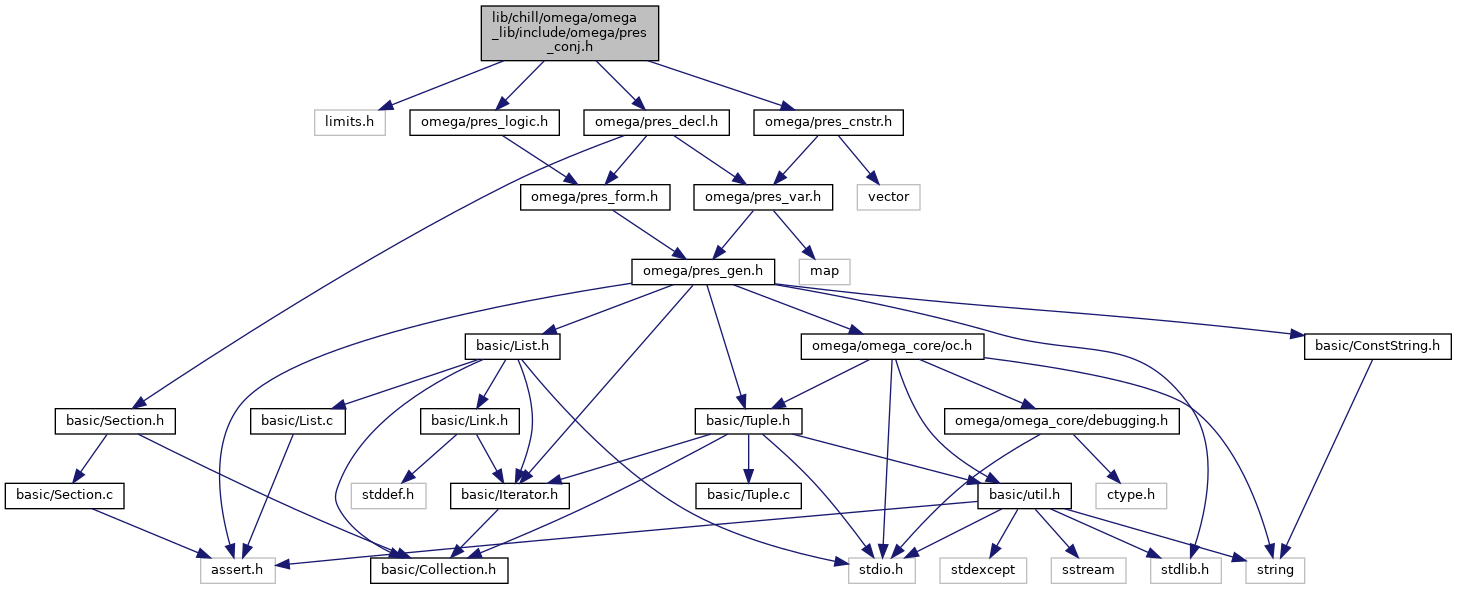 lib/chill/omega/omega
_lib/include/omega/pres
_conj.h
limits.h
omega/pres_logic.h
omega/pres_decl.h
omega/pres_cnstr.h
omega/pres_form.h
omega/pres_var.h
vector
omega/pres_gen.h
map
basic/List.h
omega/omega_core/oc.h
basic/ConstString.h
basic/Section.h
basic/List.c
basic/Link.h
basic/Tuple.h
omega/omega_core/debugging.h
basic/Section.c
stddef.h
basic/Iterator.h
basic/Tuple.c
basic/util.h
ctype.h
assert.h
basic/Collection.h
stdio.h
stdexcept
sstream
stdlib.h
string